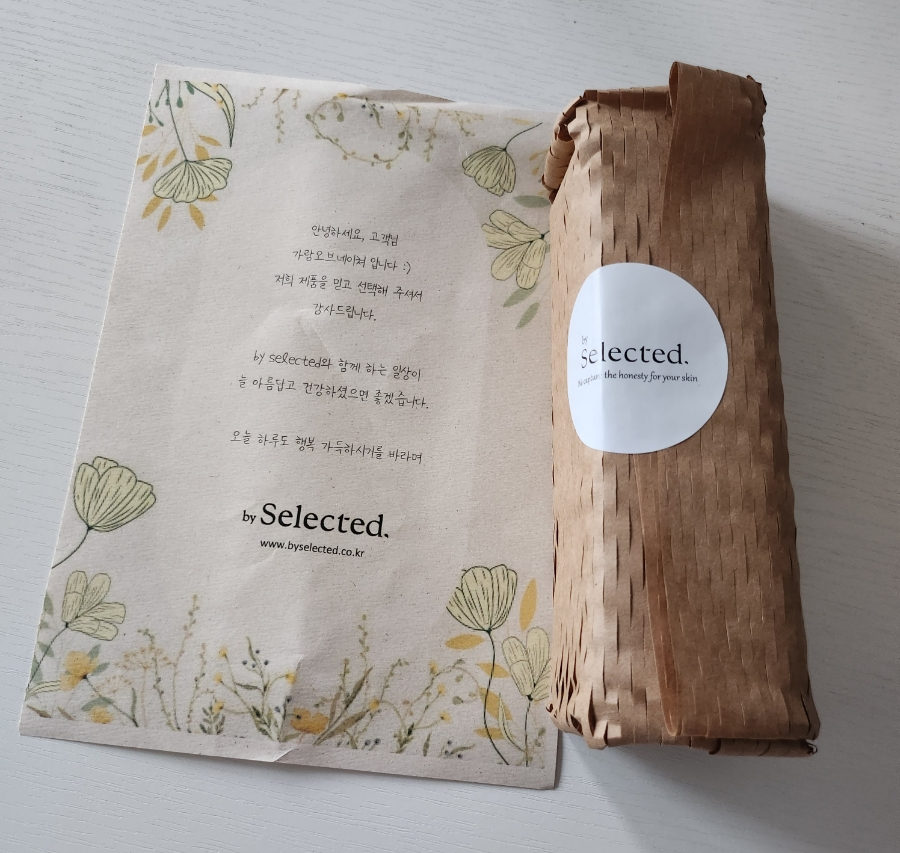 안녕하세요, 고객님
가람오브네이쳐 입니다 :)
저희 제품을 믿고 선택해 주셔서
감사드립니다.
by selected와 함께 하는 일상이
늘 아름답고 건강하셨으면 좋겠습니다.
오늘 하루도 행복 가득하시기를 바라며
by Selected.
www.byselected.co.kr
by
Selected.
the honesty for your skin